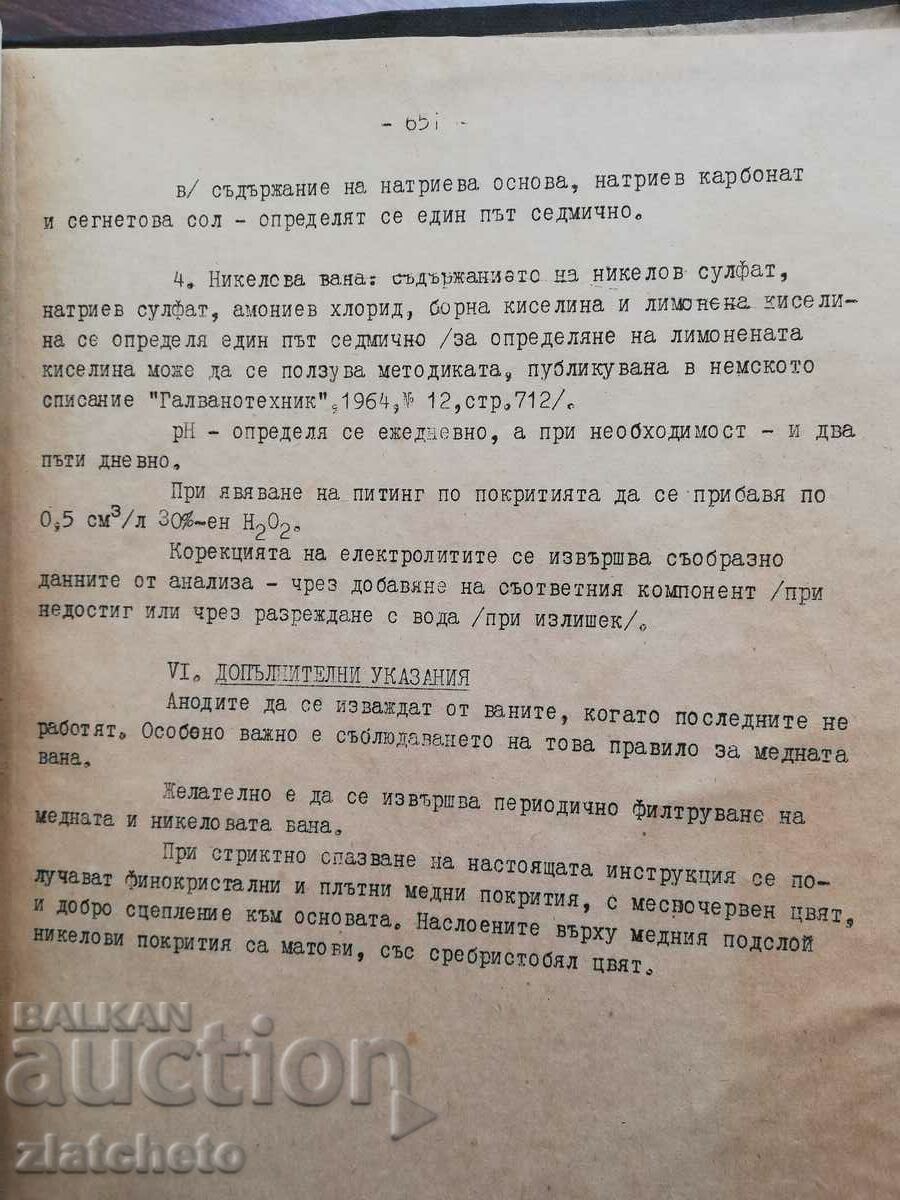 - 651 -
в/ съдържание на натриева основа, натриев карбонат
и сегнетова сол - определят се един път седмично.
4. Никелова вана: съдържанието на никелов сулфат,
натриев сулфат, амониев хлорид, борна киселина и лимонена кисели-
на се определя един път седмично /за определяне на лимонената
киселина може да се ползува методиката, публикувана в немското
списание "Галванотехник", 1964, № 12, стр. 712/.
pH - определя се ежедневно, а при необходимост - и два
пъти дневно.
При явяване на питинг по покритията да се прибавя по
0,5 см³/л 30%-ен H₂O₂.
Корекцията на електролитите се извършва съобразно
данните от анализа - чрез добавяне на съответния компонент /при
недостиг или чрез разреждане с вода /при излишек/.
VI. ДОПЪЛНИТЕЛНИ УКАЗАНИЯ
Анодите да се изваждат от ваните, когато последните не
работят. Особено важно е съблюдаването на това правило за медната
вана.
Желателно е да се извършва периодично филтруване на
медната и никеловата вана.
При стриктно спазване на настоящата инструкция се по-
лучават финокристални и плътни медни покрития, с месночервен цвят,
и добро сцепление към основата. Наслоените върху медния подслой
никелови покрития са матови, със сребристобял цвят.
BALKAN
auction
zlatcheto